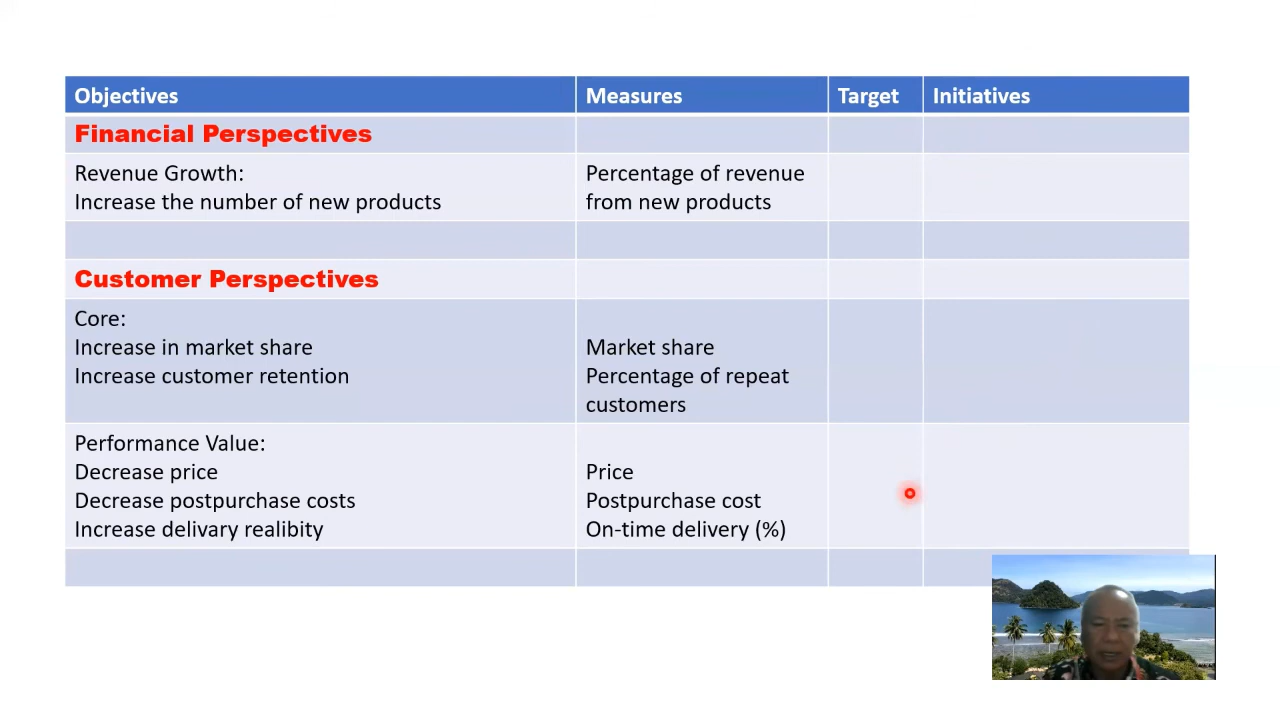 Objectives Measures Target Initiatives
Financial Perspectives
Revenue Growth: Percentage of revenue
Increase the number of new products from new products
Customer Perspectives
Core:
Increase in market share Market share
Increase customer retention Percentage of repeat
customers
Performance Value:
Decrease price Price
Decrease postpurchase costs Postpurchase cost
Increase delivary realibity On-time delivery (%)